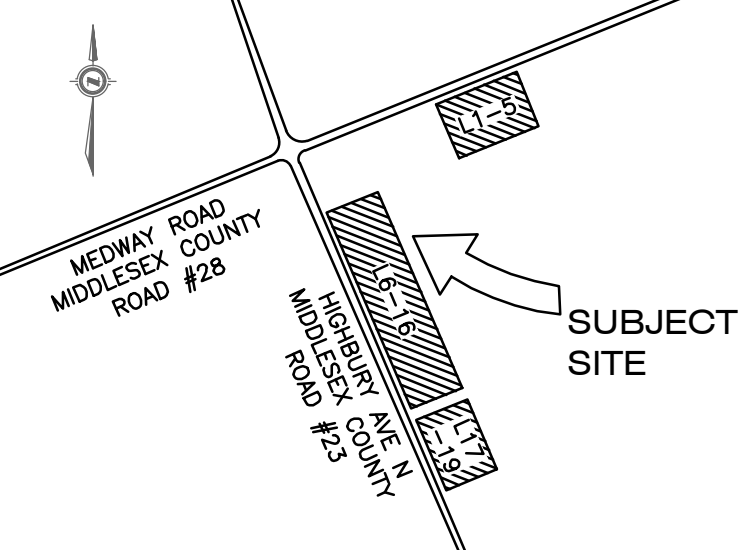 N
L1-5
MEDWAY ROAD
MIDDLESEX COUNTY
ROAD #28
L6-16
HIGHBURY AVE N
MIDDLESEX COUNTY
ROAD #23
SUBJECT
SITE
L17
-19